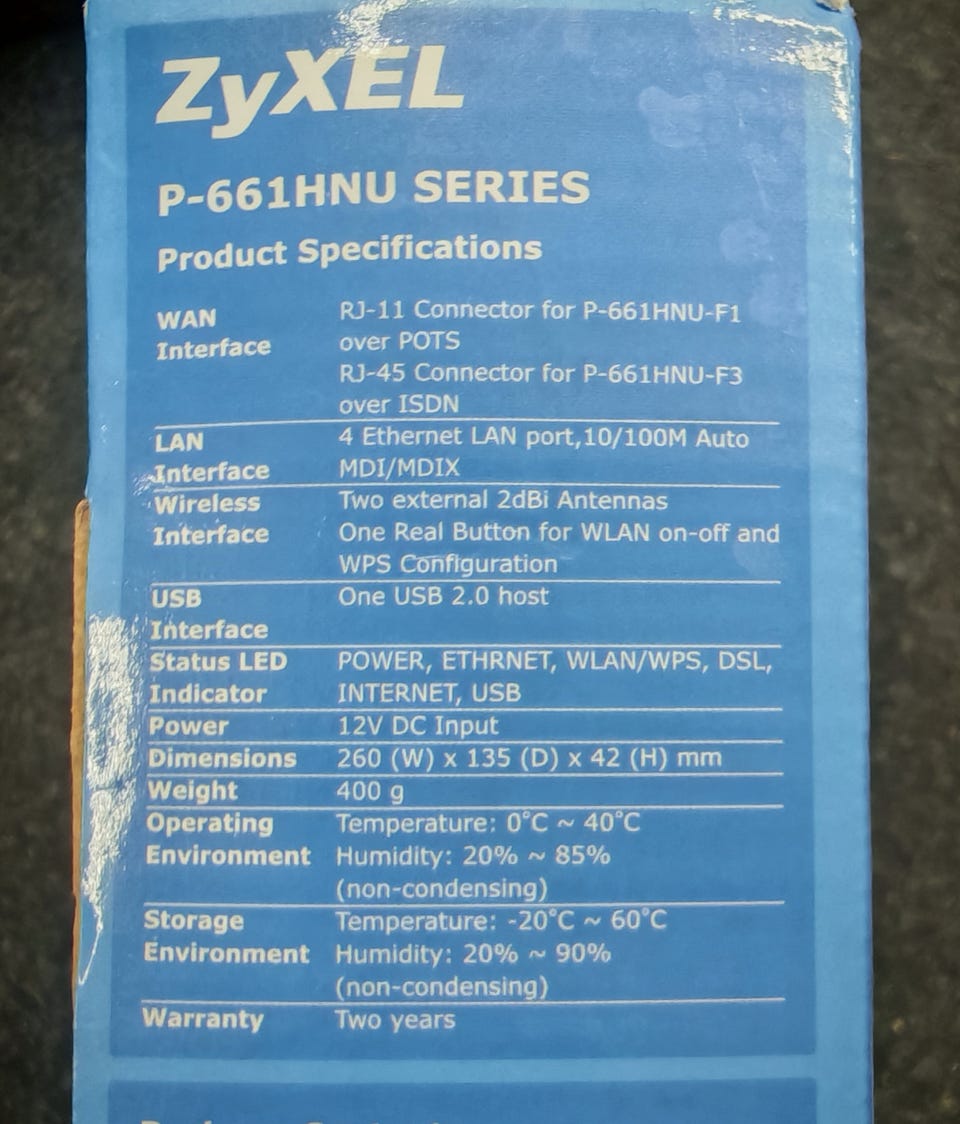 ZyXEL
P-661HNU SERIES
Product Specifications
WAN Interface RJ-11 Connector for P-661HNU-F1
over POTS
RJ-45 Connector for P-661HNU-F3
over ISDN
LAN 4 Ethernet LAN port,10/100M Auto
Interface MDI/MDIX
Wireless Two external 2dBi Antennas
Interface One Real Button for WLAN on-off and
WPS Configuration
USB One USB 2.0 host
Interface
Status LED POWER, ETHRNET, WLAN/WPS, DSL,
Indicator INTERNET, USB
Power 12V DC Input
Dimensions 260 (W) x 135 (D) x 42 (H) mm
Weight 400 g
Operating Temperature: 0°C ~ 40°C
Environment Humidity: 20% ~ 85%
(non-condensing)
Storage Temperature: -20°C ~ 60°C
Environment Humidity: 20% ~ 90%
(non-condensing)
Warranty Two years